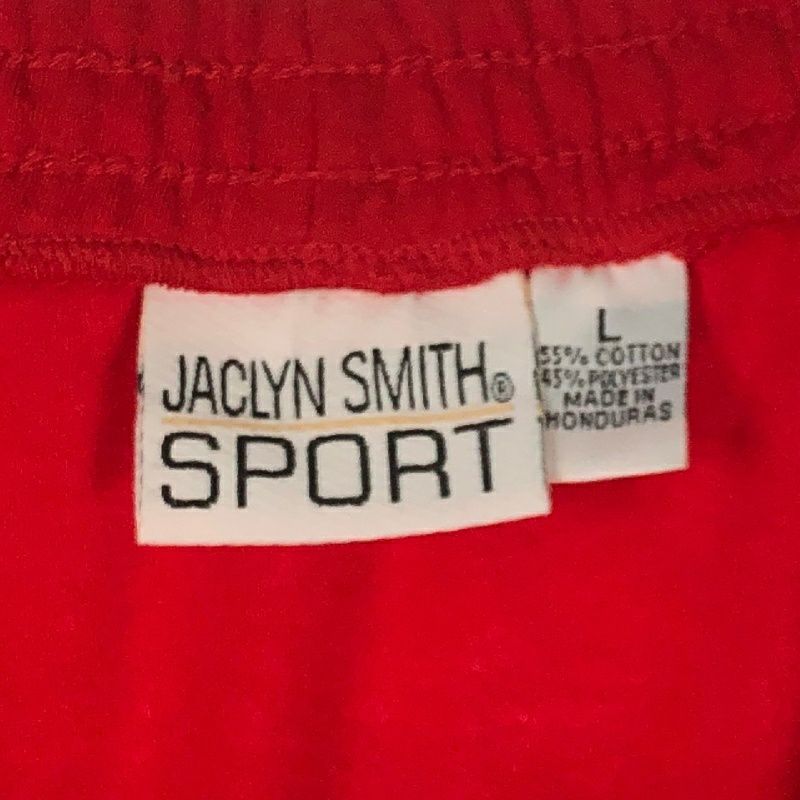 JACLYN SMITH®
SPORT
L
55% COTTON
45% POLYESTER
MADE IN
HONDURAS